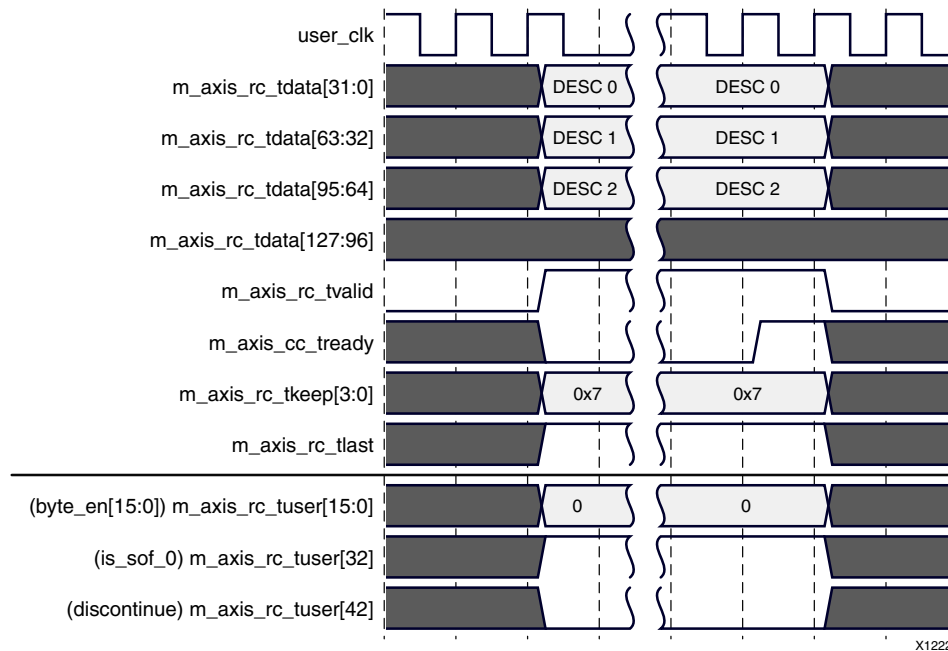 user_clk
m_axis_rc_tdata[31:0] DESC 0 DESC 0
m_axis_rc_tdata[63:32] DESC 1 DESC 1
m_axis_rc_tdata[95:64] DESC 2 DESC 2
m_axis_rc_tdata[127:96]
m_axis_rc_tvalid
m_axis_cc_tready
m_axis_rc_tkeep[3:0] 0x7 0x7
m_axis_rc_tlast
(byte_en[15:0]) m_axis_rc_tuser[15:0] 0 0
(is_sof_0) m_axis_rc_tuser[32]
(discontinue) m_axis_rc_tuser[42]
X1222